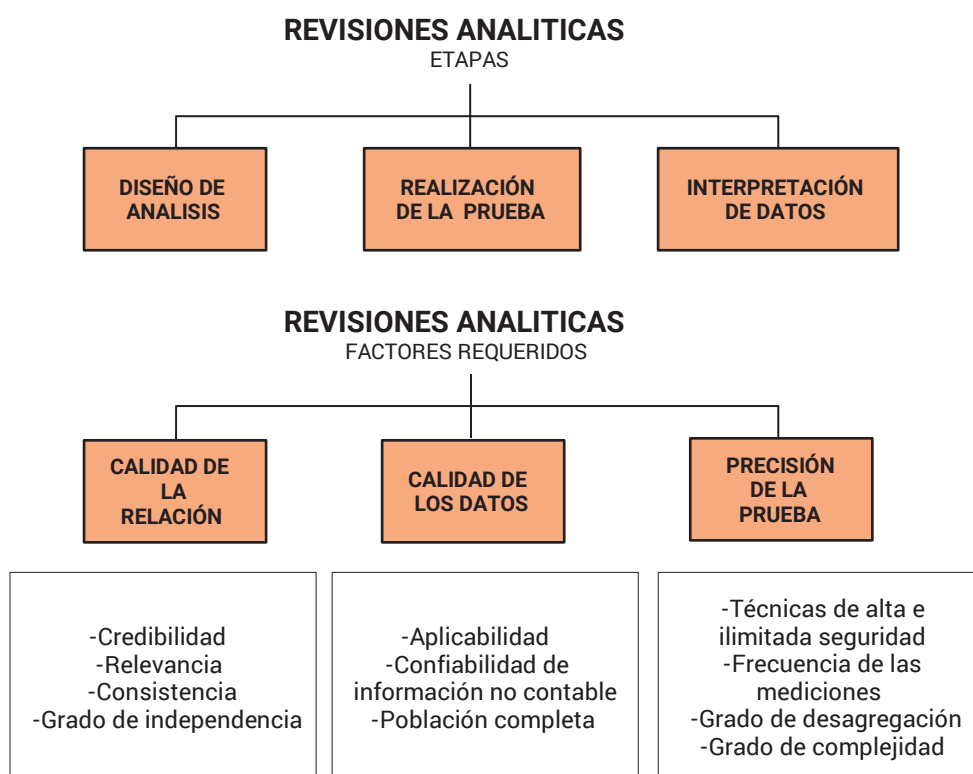 REVISIONES ANALITICAS
ETAPAS
DISEÑO DE
ANALISIS
REALIZACIÓN
DE LA PRUEBA
INTERPRETACIÓN
DE DATOS
REVISIONES ANALITICAS
FACTORES REQUERIDOS
CALIDAD DE
LA
RELACIÓN
CALIDAD DE
LOS DATOS
PRECISIÓN
DE LA
PRUEBA
-Credibilidad
-Relevancia
-Consistencia
-Grado de independencia
-Aplicabilidad
-Confiabilidad de
información no contable
-Población completa
-Técnicas de alta e
ilimitada seguridad
-Frecuencia de las
mediciones
-Grado de desagregación
-Grado de complejidad